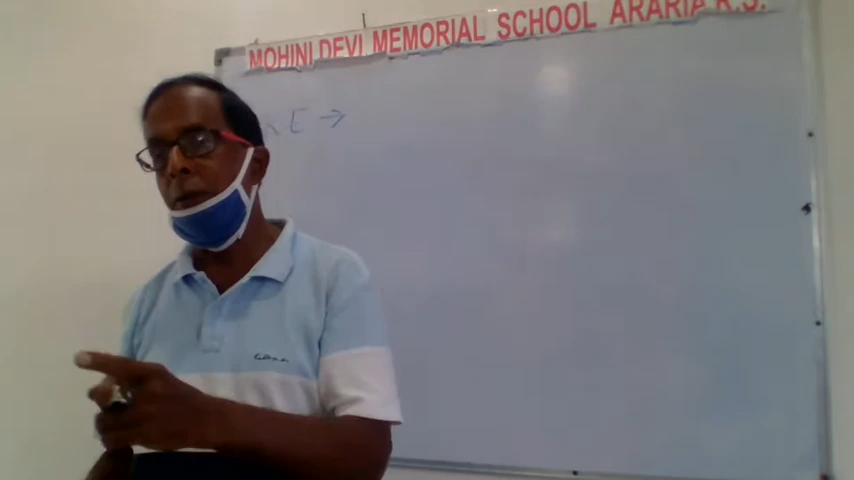 MOHINI DEVI MEMORIAL SCHOOL ARARIA R.S.
E →